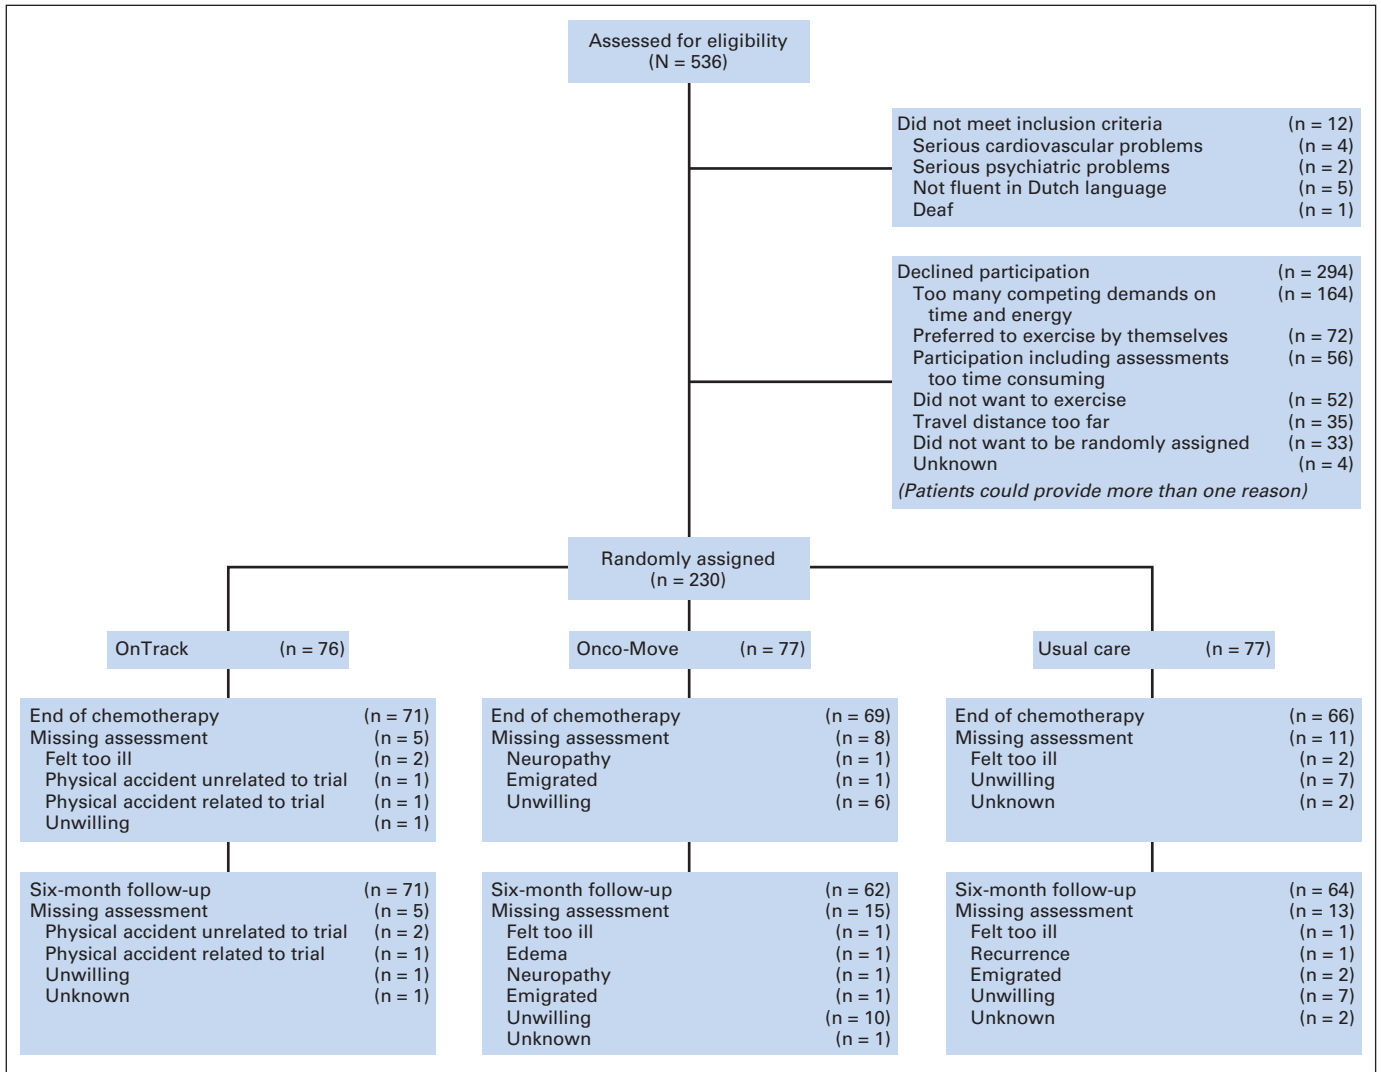 Assessed for eligibility
(N = 536)
Did not meet inclusion criteria (n = 12)
Serious cardiovascular problems (n = 4)
Serious psychiatric problems (n = 2)
Not fluent in Dutch language (n = 5)
Deaf (n = 1)
Declined participation (n = 294)
Too many competing demands on (n = 164)
time and energy
Preferred to exercise by themselves (n = 72)
Participation including assessments (n = 56)
too time consuming
Did not want to exercise (n = 52)
Travel distance too far (n = 35)
Did not want to be randomly assigned (n = 33)
Unknown (n = 4)
(Patients could provide more than one reason)
Randomly assigned
(n = 230)
OnTrack (n = 76)
Onco-Move (n = 77)
Usual care (n = 77)
End of chemotherapy (n = 71)
Missing assessment (n = 5)
Felt too ill (n = 2)
Physical accident unrelated to trial (n = 1)
Physical accident related to trial (n = 1)
Unwilling (n = 1)
End of chemotherapy (n = 69)
Missing assessment (n = 8)
Neuropathy (n = 1)
Emigrated (n = 1)
Unwilling (n = 6)
End of chemotherapy (n = 66)
Missing assessment (n = 11)
Felt too ill (n = 2)
Unwilling (n = 7)
Unknown (n = 2)
Six-month follow-up (n = 71)
Missing assessment (n = 5)
Physical accident unrelated to trial (n = 2)
Physical accident related to trial (n = 1)
Unwilling (n = 1)
Unknown (n = 1)
Six-month follow-up (n = 62)
Missing assessment (n = 15)
Felt too ill (n = 1)
Edema (n = 1)
Neuropathy (n = 1)
Emigrated (n = 1)
Unwilling (n = 10)
Unknown (n = 1)
Six-month follow-up (n = 64)
Missing assessment (n = 13)
Felt too ill (n = 1)
Recurrence (n = 1)
Emigrated (n = 2)
Unwilling (n = 7)
Unknown (n = 2)